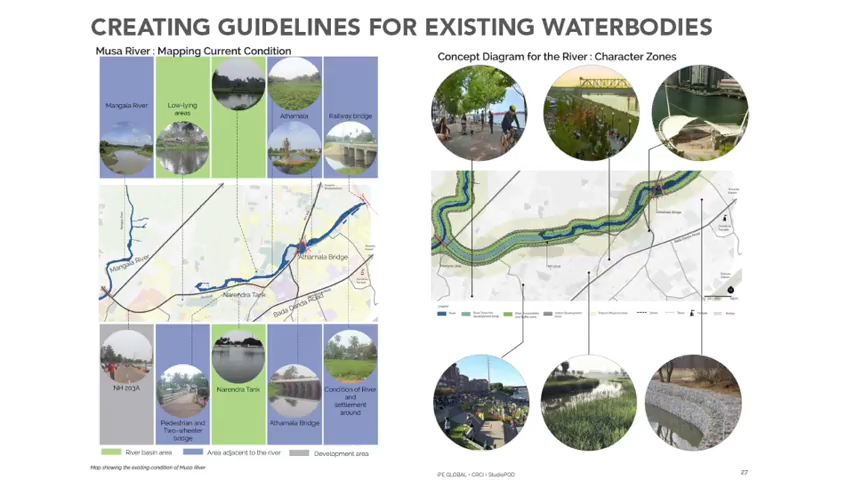 CREATING GUIDELINES FOR EXISTING WATERBODIES
Musa River : Mapping Current Condition
Mangala River
Low-lying
areas
Athamala
Railway bridge
Mangala River
Narendra Tank
Athamala Bridge
Bada Danda Road
NH 203A
Pedestrian and
Two-wheeler
bridge
Narendra Tank
Athamala Bridge
Condition of River
and
settlement
around
River basin area
Area adjacent to the river
Development area
Map showing the existing condition of Musa River
Concept Diagram for the River : Character Zones
IPE GLOBAL • CRCI • StudioPOD
27